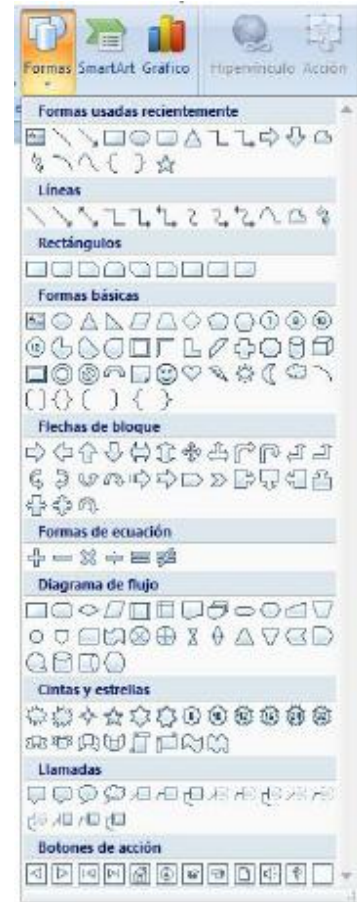 Formas SmartArt Gráfico Hipervínculo Acción
Formas usadas recientemente
Líneas
Rectángulos
Formas básicas
Flechas de bloque
Formas de ecuación
Diagrama de flujo
Cintas y estrellas
Llamadas
Botones de acción